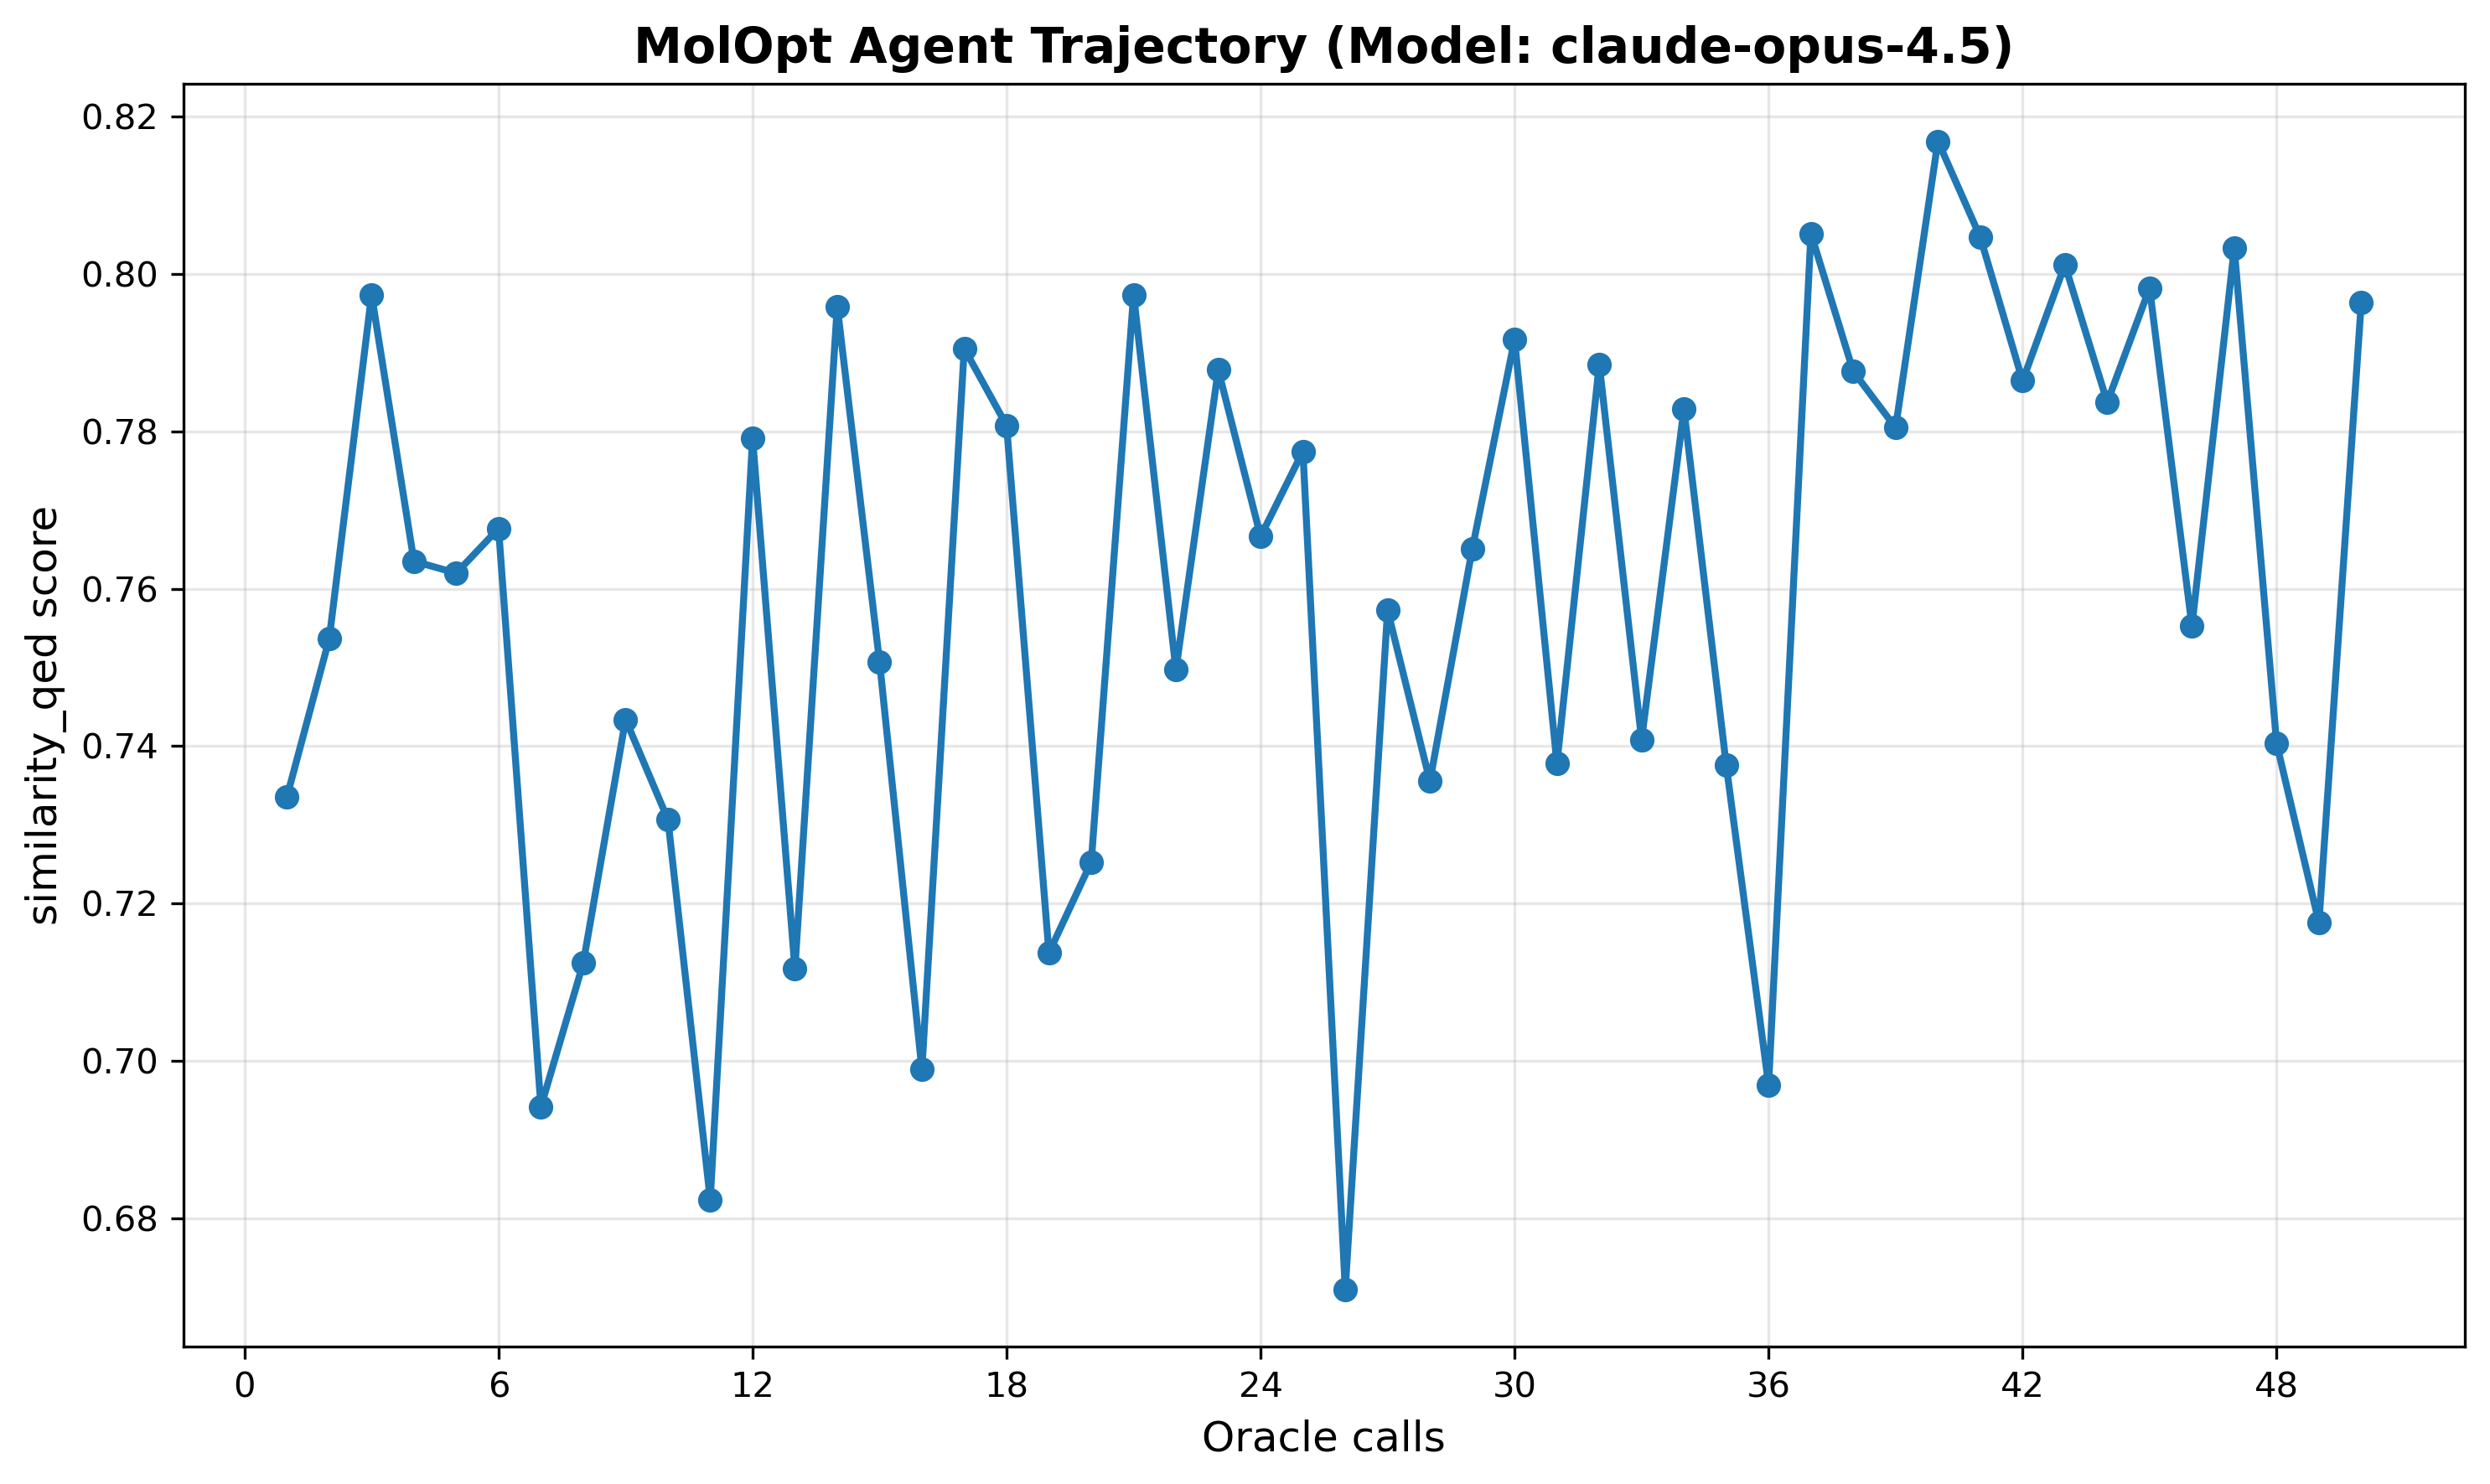 MolOpt Agent Trajectory (Model: claude-opus-4.5)
similarity_qed score
0.82
0.80
0.78
0.76
0.74
0.72
0.70
0.68
0 6 12 18 24 30 36 42 48
Oracle calls